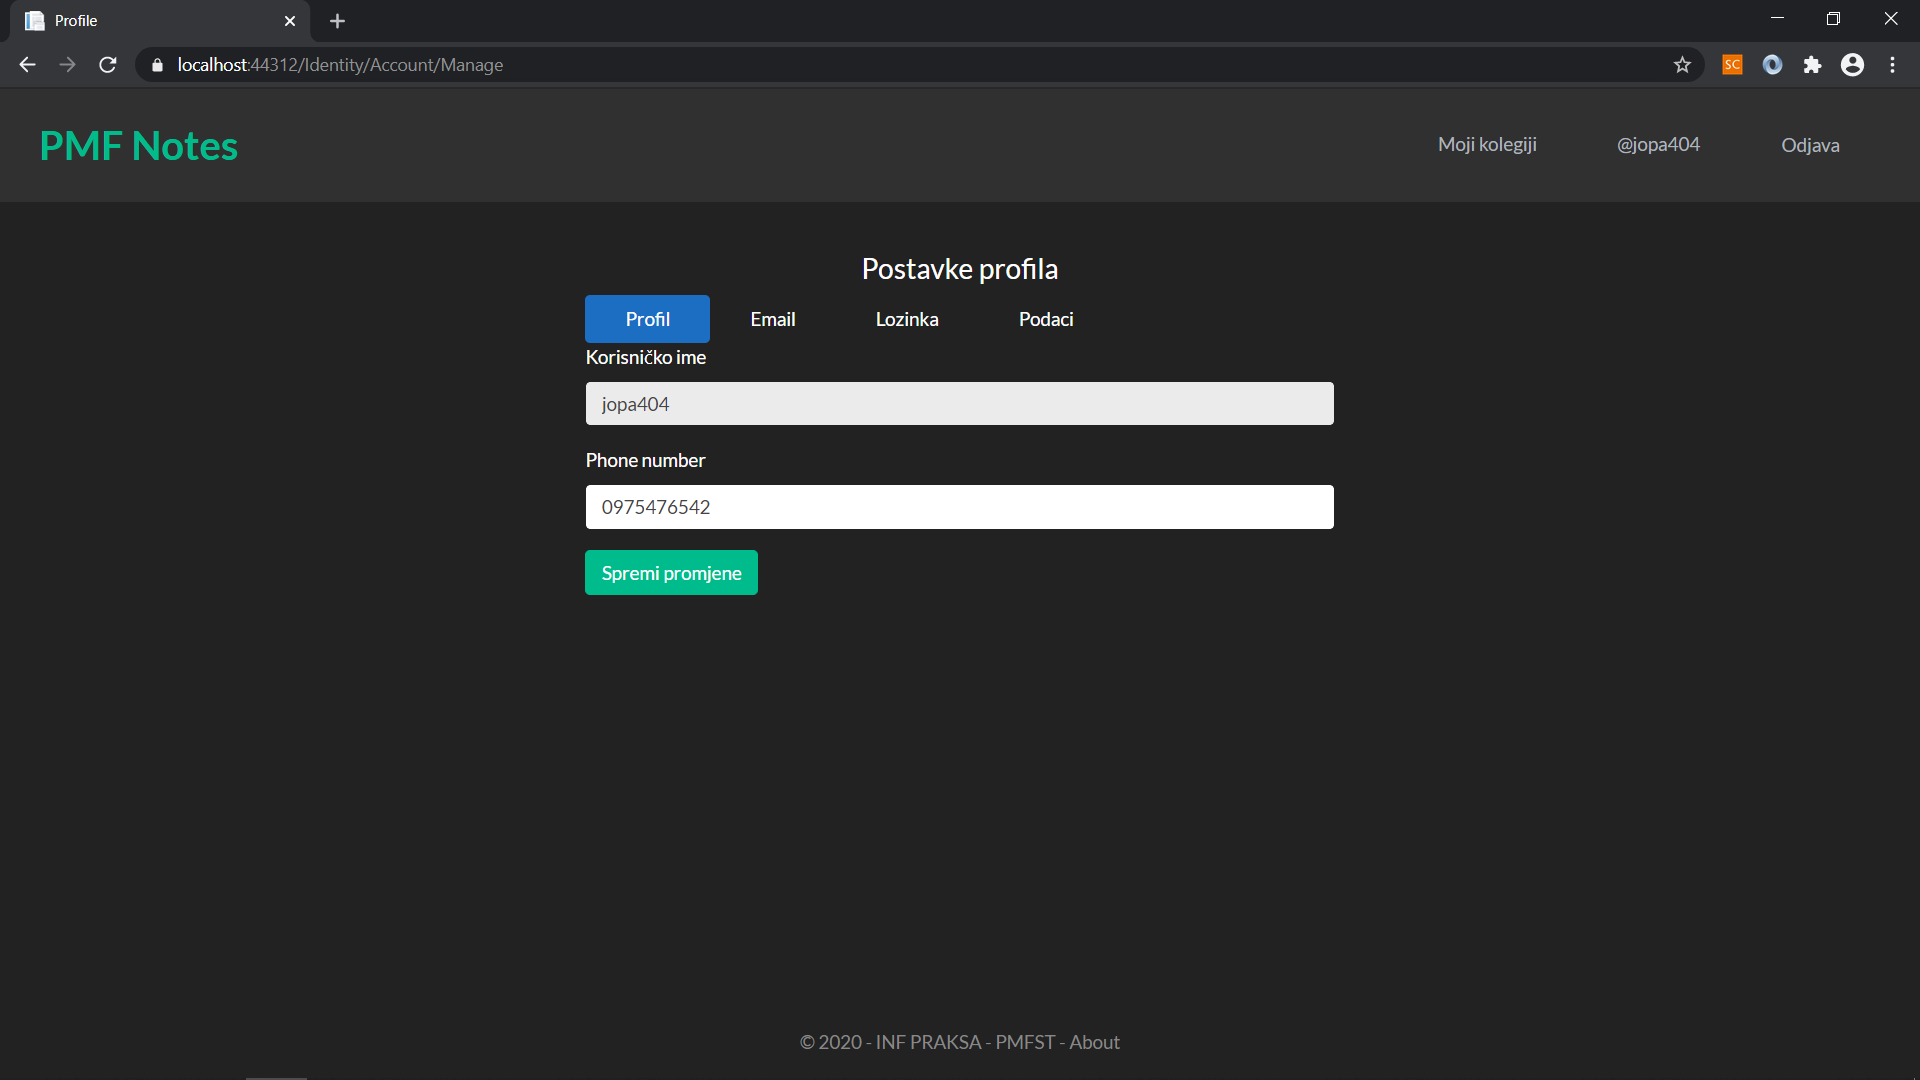 Profile
localhost:44312/Identity/Account/Manage
SC
PMF Notes
Moji kolegiji
@jopa404
Odjava
Postavke profila
Profil
Email
Lozinka
Podaci
Korisničko ime
jopa404
Phone number
0975476542
Spremi promjene
© 2020 - INF PRAKSA - PMFST - About